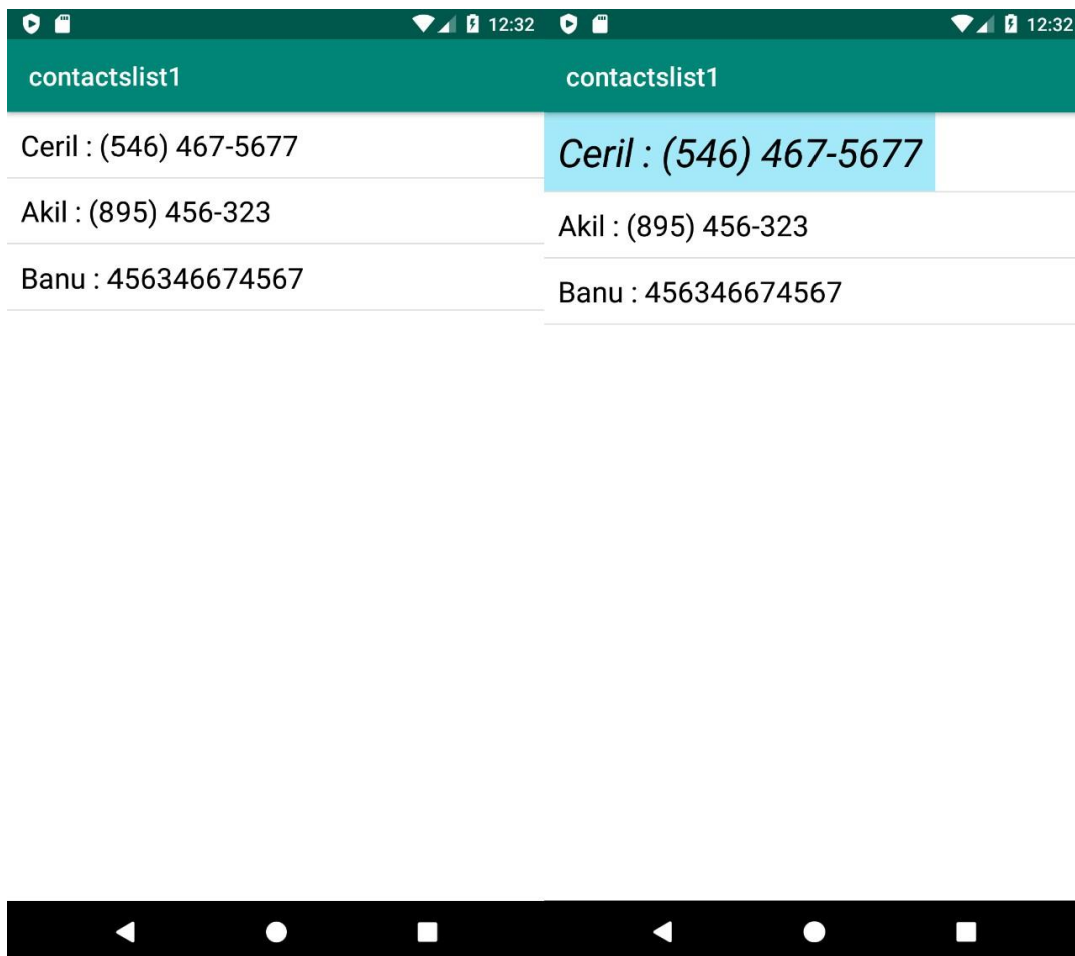 12:32
contactslist1
Ceril : (546) 467-5677
Akil : (895) 456-323
Banu : 456346674567
12:32
contactslist1
Ceril : (546) 467-5677
Akil : (895) 456-323
Banu : 456346674567